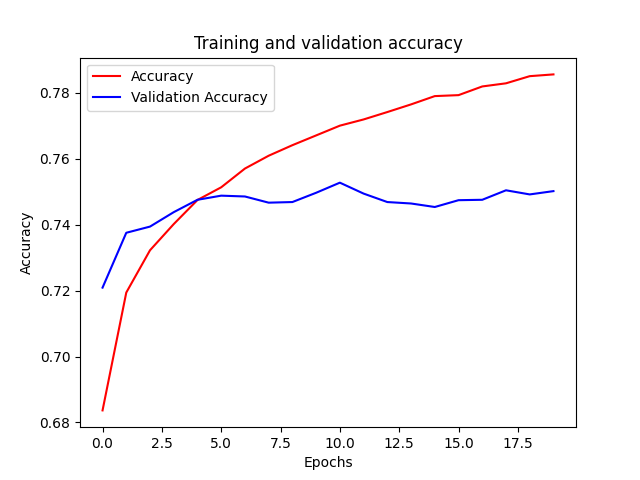 Training and validation accuracy
Accuracy
Validation Accuracy
0.78
0.76
0.74
0.72
0.70
0.68
Accuracy
0.0 2.5 5.0 7.5 10.0 12.5 15.0 17.5
Epochs